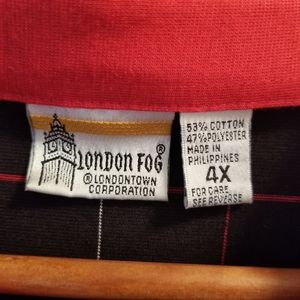 LONDON FOG
® LONDONTOWN
CORPORATION
53% COTTON
47% POLYESTER
MADE IN
PHILIPPINES
4X
FOR CARE
SEE REVERSE